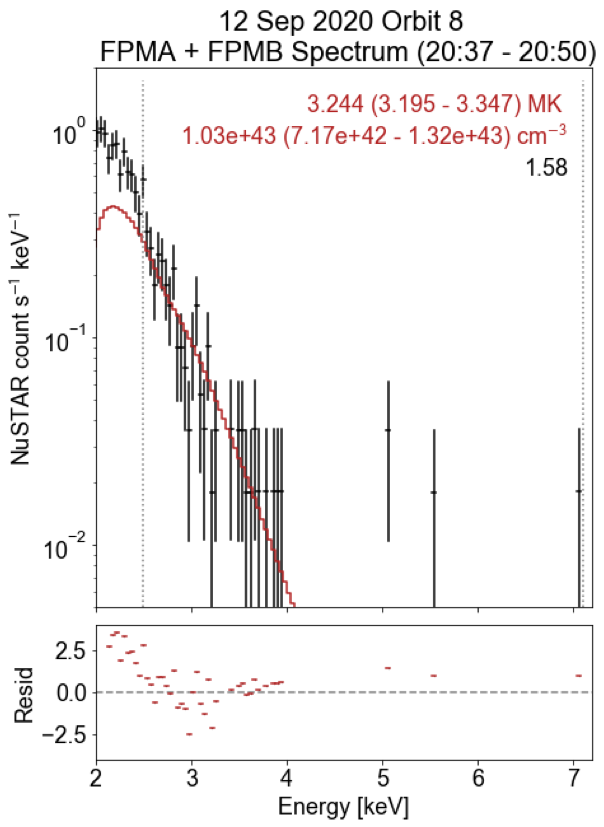 12 Sep 2020 Orbit 8
FPMA + FPMB Spectrum (20:37 - 20:50)
3.244 (3.195 - 3.347) MK
1.03e+43 (7.17e+42 - 1.32e+43) cm⁻³
1.58
NuSTAR count s⁻¹ keV⁻¹
10⁰
10⁻¹
10⁻²
Resid
2.5
0.0
−2.5
2 3 4 5 6 7
Energy [keV]